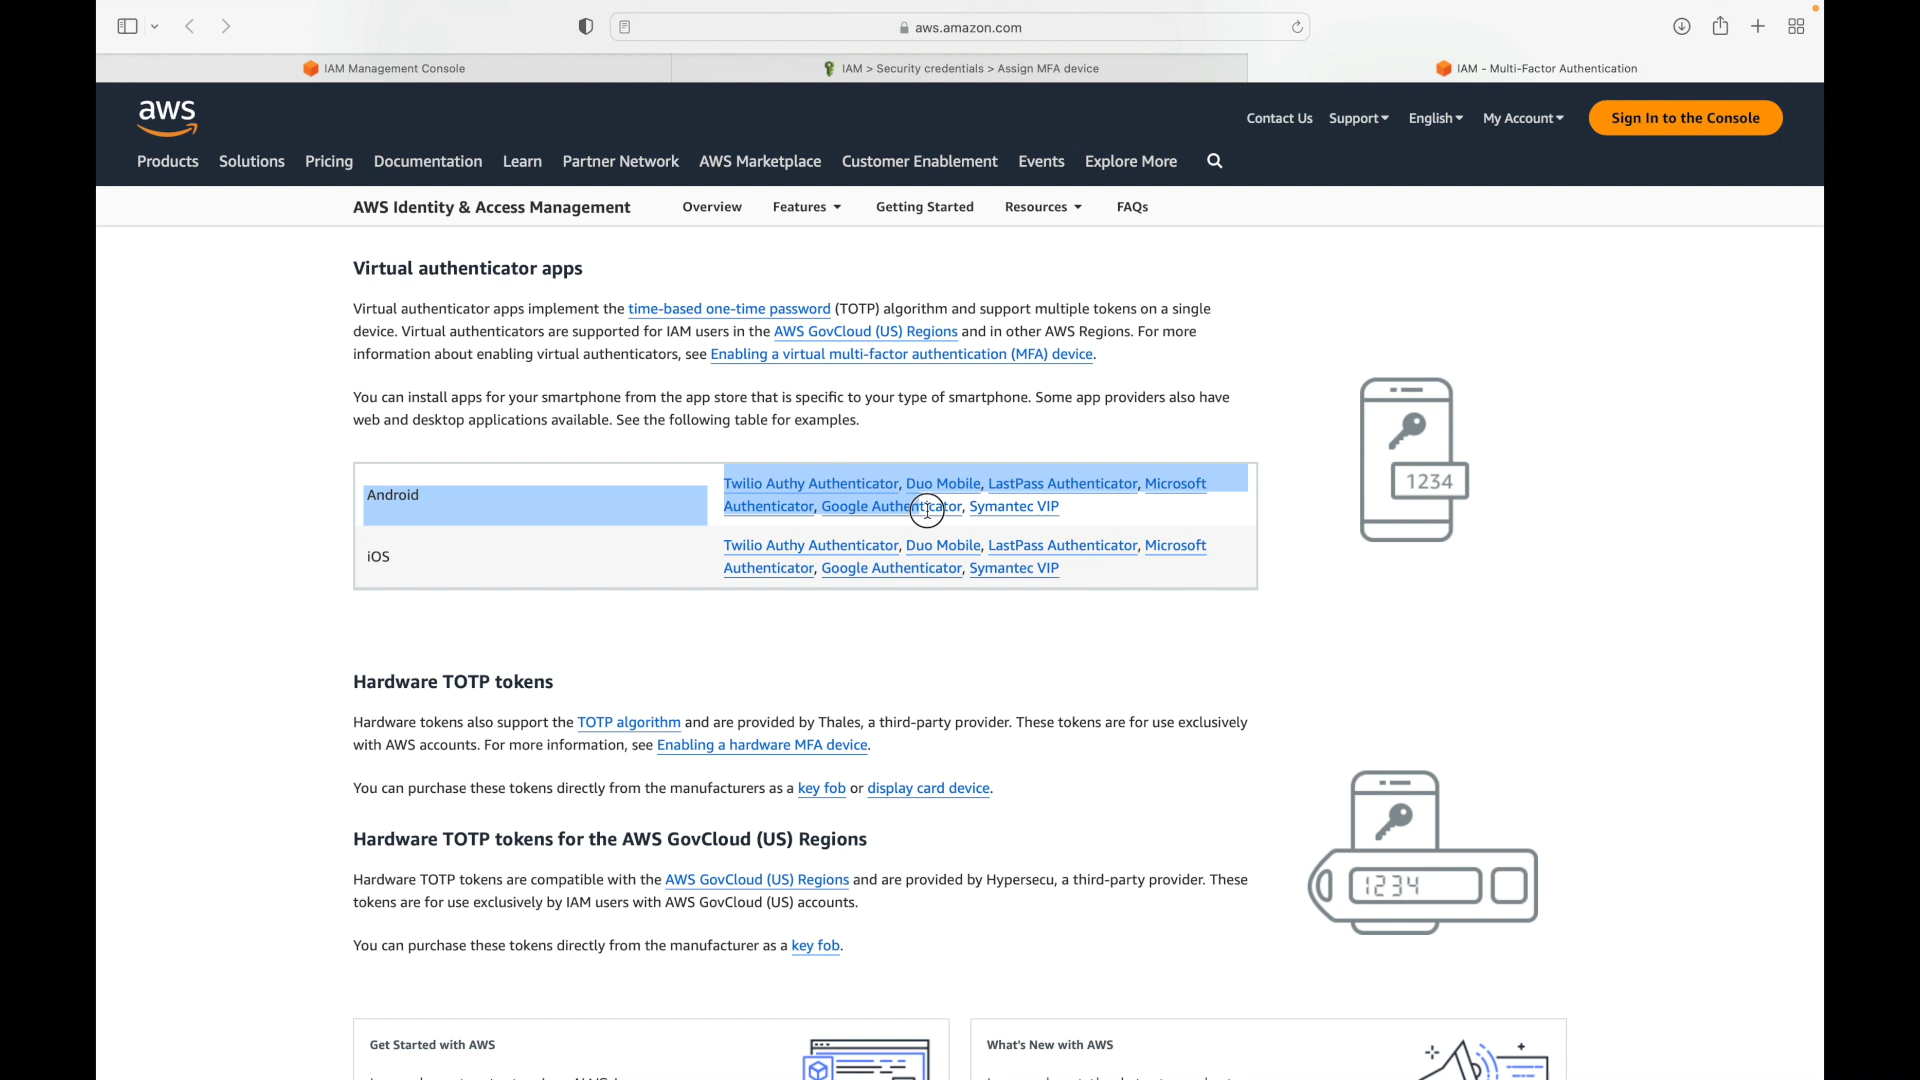 aws.amazon.com
IAM Management Console
IAM > Security credentials > Assign MFA device
IAM - Multi-Factor Authentication
aws
Contact Us Support English My Account Sign In to the Console
Products Solutions Pricing Documentation Learn Partner Network AWS Marketplace Customer Enablement Events Explore More
AWS Identity & Access Management Overview Features Getting Started Resources FAQs
Virtual authenticator apps
Virtual authenticator apps implement the time-based one-time password (TOTP) algorithm and support multiple tokens on a single
device. Virtual authenticators are supported for IAM users in the AWS GovCloud (US) Regions and in other AWS Regions. For more
information about enabling virtual authenticators, see Enabling a virtual multi-factor authentication (MFA) device.
You can install apps for your smartphone from the app store that is specific to your type of smartphone. Some app providers also have
web and desktop applications available. See the following table for examples.
1234
Android
Twilio Authy Authenticator, Duo Mobile, LastPass Authenticator, Microsoft
Authenticator, Google Authenticator, Symantec VIP
iOS
Twilio Authy Authenticator, Duo Mobile, LastPass Authenticator, Microsoft
Authenticator, Google Authenticator, Symantec VIP
Hardware TOTP tokens
Hardware tokens also support the TOTP algorithm and are provided by Thales, a third-party provider. These tokens are for use exclusively
with AWS accounts. For more information, see Enabling a hardware MFA device.
You can purchase these tokens directly from the manufacturers as a key fob or display card device.
Hardware TOTP tokens for the AWS GovCloud (US) Regions
Hardware TOTP tokens are compatible with the AWS GovCloud (US) Regions and are provided by Hypersecu, a third-party provider. These
tokens are for use exclusively by IAM users with AWS GovCloud (US) accounts.
1234
You can purchase these tokens directly from the manufacturer as a key fob.
Get Started with AWS
What's New with AWS